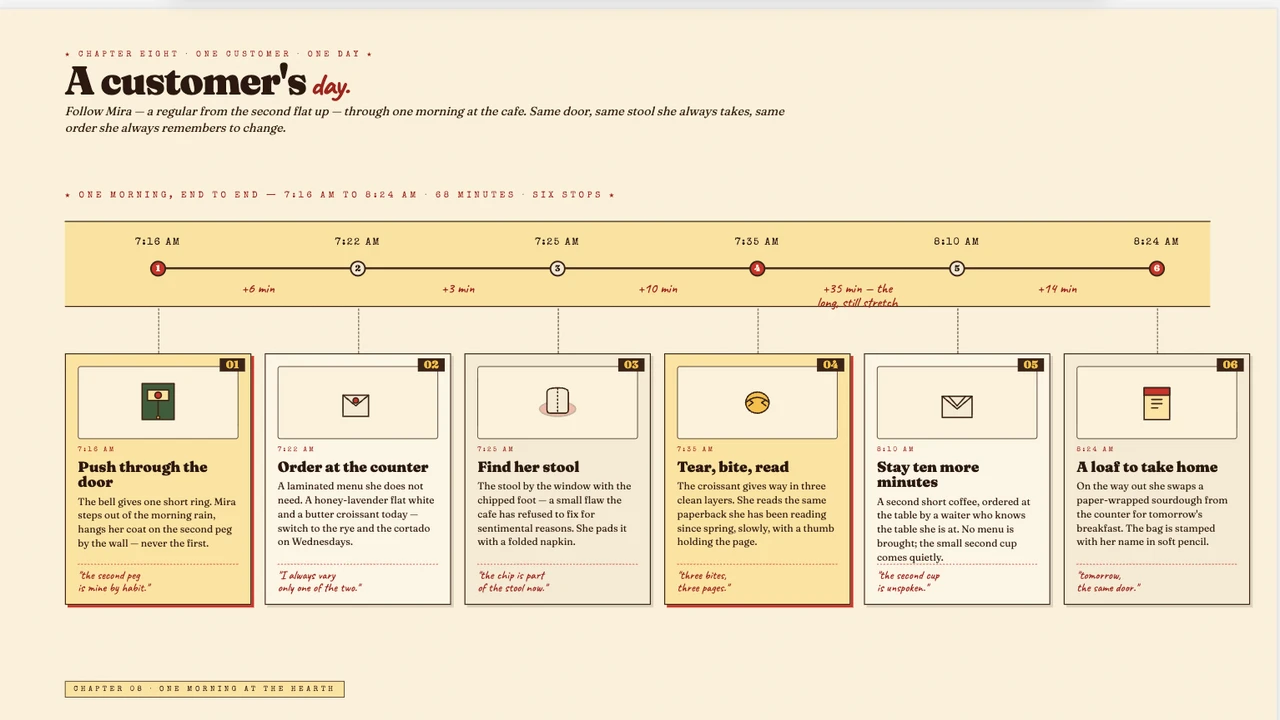 ★ CHAPTER EIGHT · ONE CUSTOMER · ONE DAY ★
A customer's day.
Follow Mira — a regular from the second flat up — through one morning at the cafe. Same door, same stool she always takes, same
order she always remembers to change.
★ ONE MORNING, END TO END — 7:16 AM TO 8:24 AM · 68 MINUTES · SIX STOPS ★
7:16 AM
7:22 AM
7:25 AM
7:35 AM
8:10 AM
8:24 AM
1
2
3
4
5
6
+6 min
+3 min
+10 min
+35 min — the
long, still stretch
+14 min
01
7:16 AM
Push through the
door
The bell gives one short ring. Mira
steps out of the morning rain,
hangs her coat on the second peg
by the wall — never the first.
"the second peg
is mine by habit."
02
7:22 AM
Order at the counter
A laminated menu she does not
need. A honey-lavender flat white
and a butter croissant today —
switch to the rye and the cortado
on Wednesdays.
"I always vary
only one of the two."
03
7:25 AM
Find her stool
The stool by the window with the
chipped foot — a small flaw the
cafe has refused to fix for
sentimental reasons. She pads it
with a folded napkin.
"the chip is part
of the stool now."
04
7:35 AM
Tear, bite, read
The croissant gives way in three
clean layers. She reads the same
paperback she has been reading
since spring, slowly, with a thumb
holding the page.
"three bites,
three pages."
05
8:10 AM
Stay ten more
minutes
A second short coffee, ordered at
the table by a waiter who knows
the table she is at. No menu is
brought; the small second cup
comes quietly.
"the second cup
is unspoken."
06
8:24 AM
A loaf to take home
On the way out she swaps a
paper-wrapped sourdough from
the counter for tomorrow's
breakfast. The bag is stamped
with her name in soft pencil.
"tomorrow,
the same door."
CHAPTER 08 · ONE MORNING AT THE HEARTH